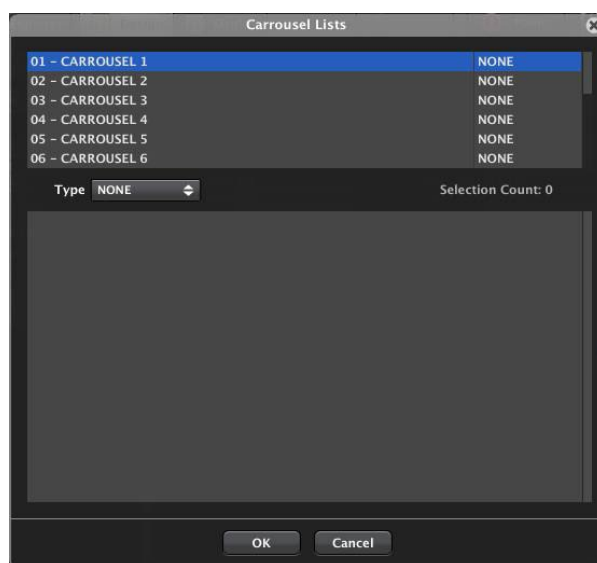 Carrousel Lists
01 - CARROUSEL 1 NONE
02 - CARROUSEL 2 NONE
03 - CARROUSEL 3 NONE
04 - CARROUSEL 4 NONE
05 - CARROUSEL 5 NONE
06 - CARROUSEL 6 NONE
Type NONE Selection Count: 0
OK Cancel